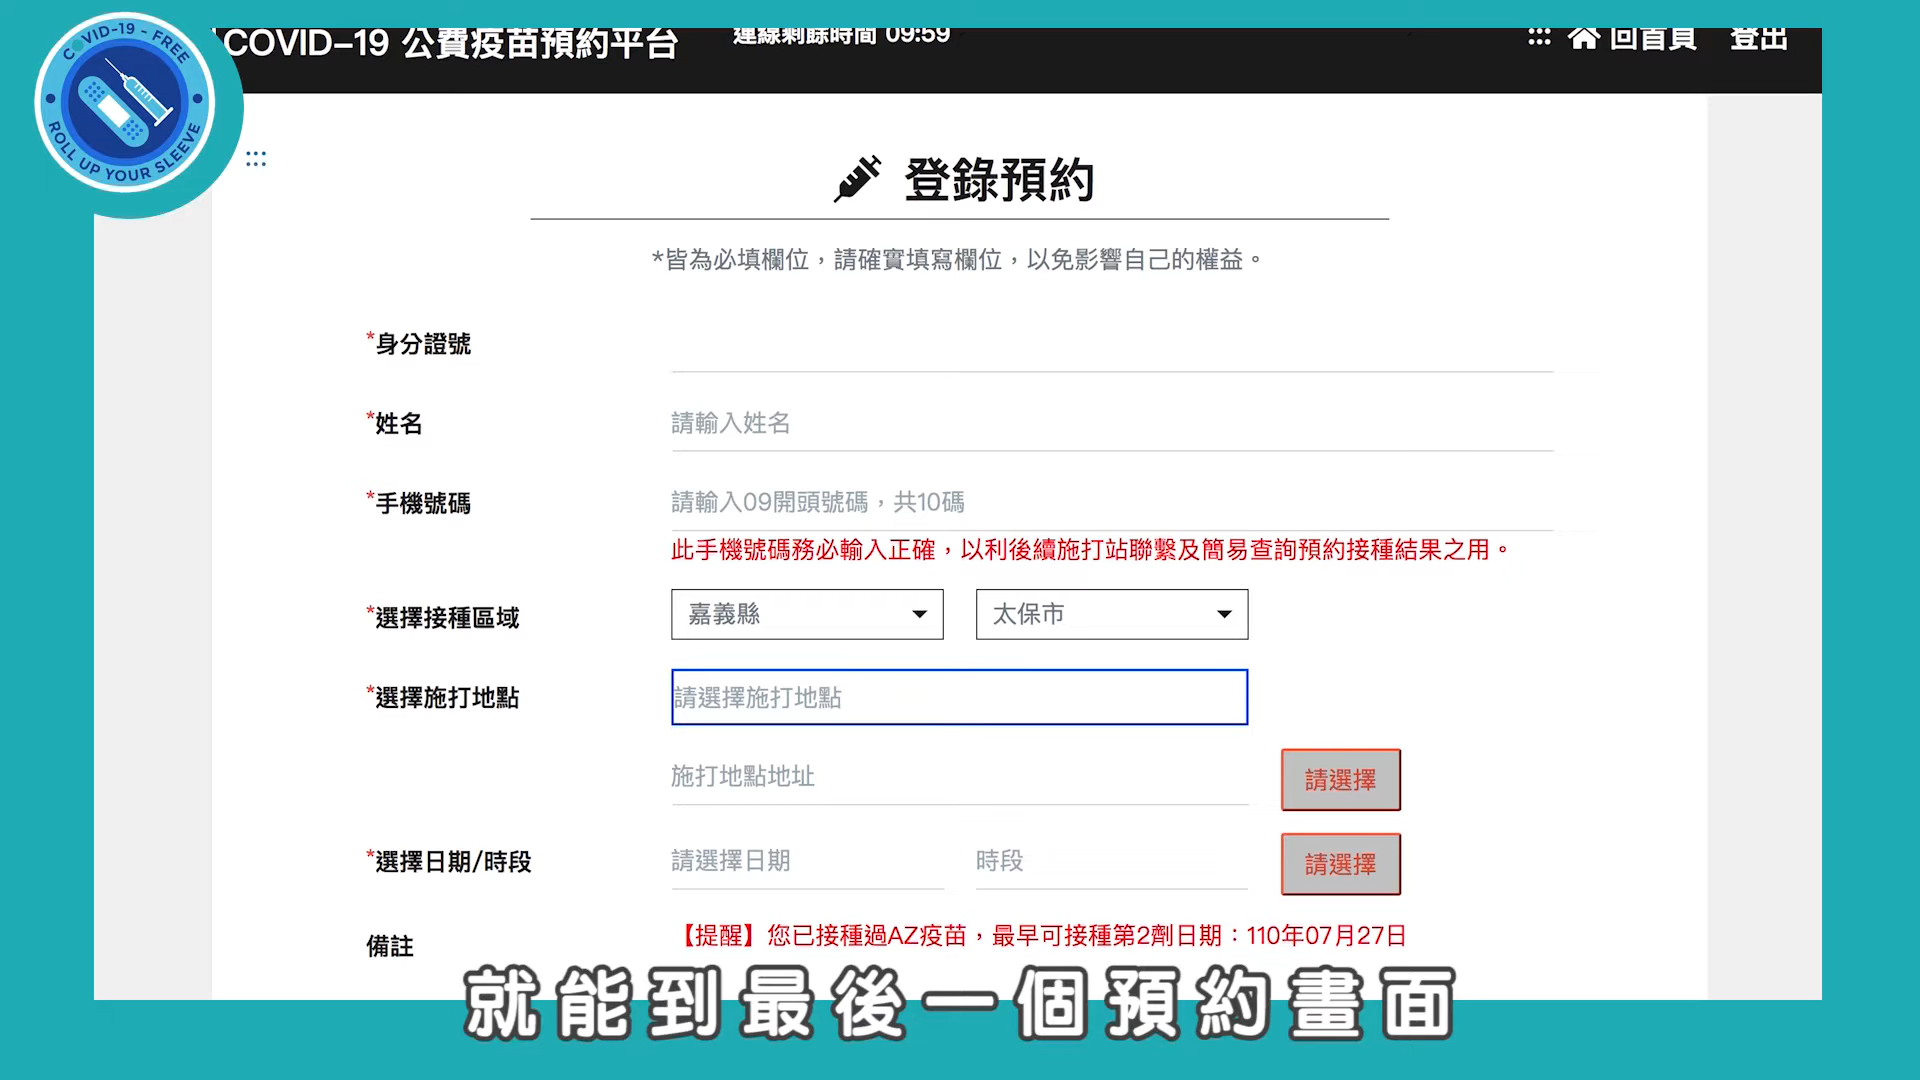 COVID-19 - FREE
ROLL UP YOUR SLEEVE
COVID-19 公費疫苗預約平台 連線剩餘時間 09:59 回首頁 登出
登錄預約
*皆為必填欄位，請確實填寫欄位，以免影響自己的權益。
*身分證號
*姓名 請輸入姓名
*手機號碼 請輸入09開頭號碼，共10碼
此手機號碼務必輸入正確，以利後續施打站聯繫及簡易查詢預約接種結果之用。
*選擇接種區域 嘉義縣 太保市
*選擇施打地點 請選擇施打地點
施打地點地址 請選擇
*選擇日期/時段 請選擇日期 時段 請選擇
備註 【提醒】您已接種過AZ疫苗，最早可接種第2劑日期：110年07月27日
就能到最後一個預約畫面